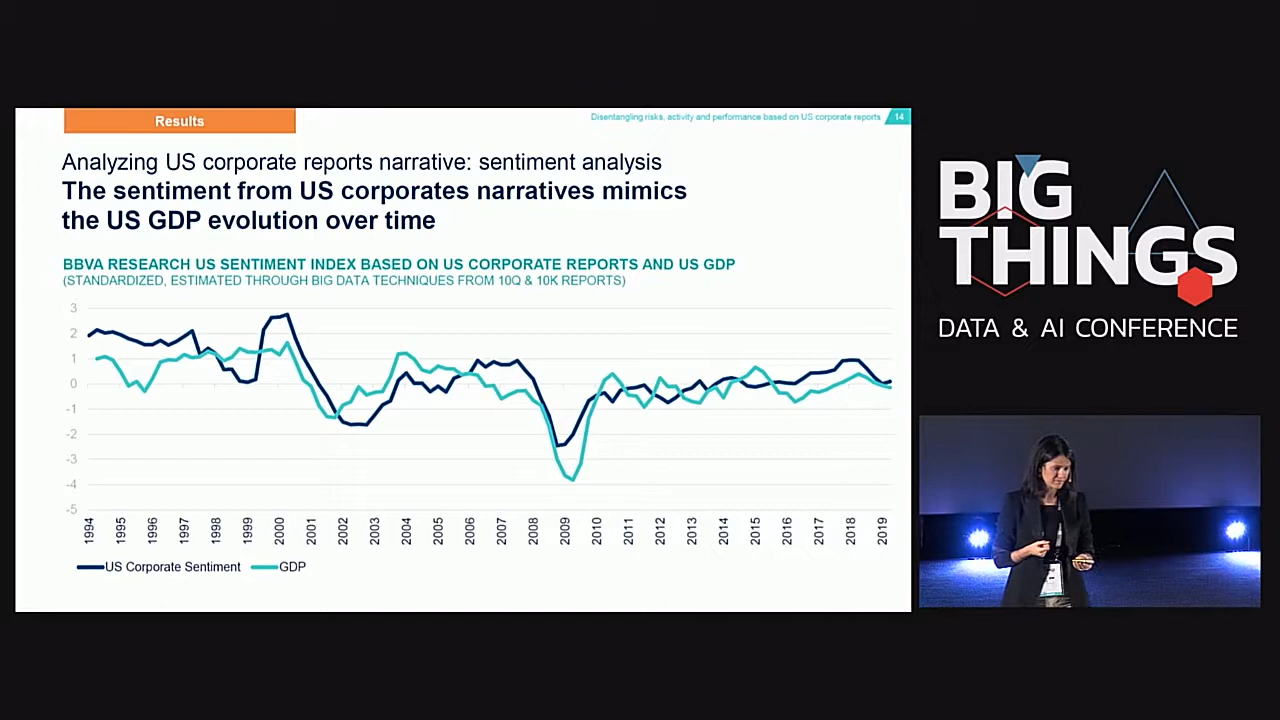 Results
Disentangling risks, activity and performance based on US corporate reports
14
Analyzing US corporate reports narrative: sentiment analysis
The sentiment from US corporates narratives mimics
the US GDP evolution over time
BBVA RESEARCH US SENTIMENT INDEX BASED ON US CORPORATE REPORTS AND US GDP
(STANDARDIZED, ESTIMATED THROUGH BIG DATA TECHNIQUES FROM 10Q & 10K REPORTS)
3
2
1
0
-1
-2
-3
-4
-5
1994 1995 1996 1997 1998 1999 2000 2001 2002 2003 2004 2005 2006 2007 2008 2009 2010 2011 2012 2013 2014 2015 2016 2017 2018 2019
US Corporate Sentiment GDP
BIG
THINGS
DATA & AI CONFERENCE